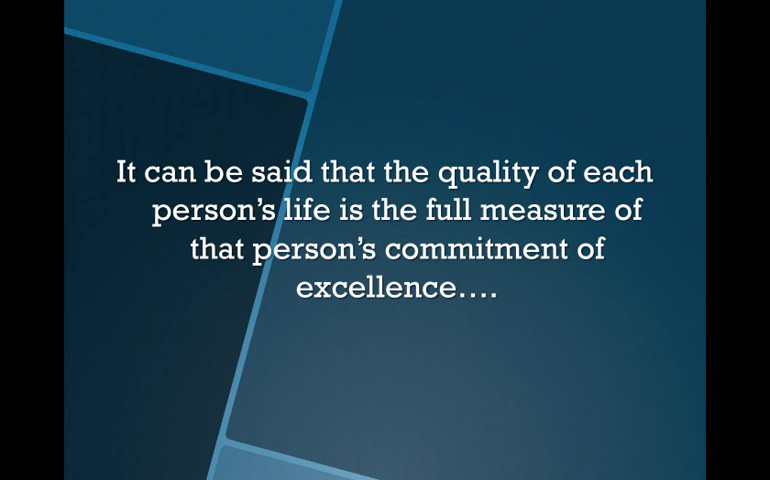 It can be said that the quality of each
person’s life is the full measure of
that person’s commitment of
excellence….